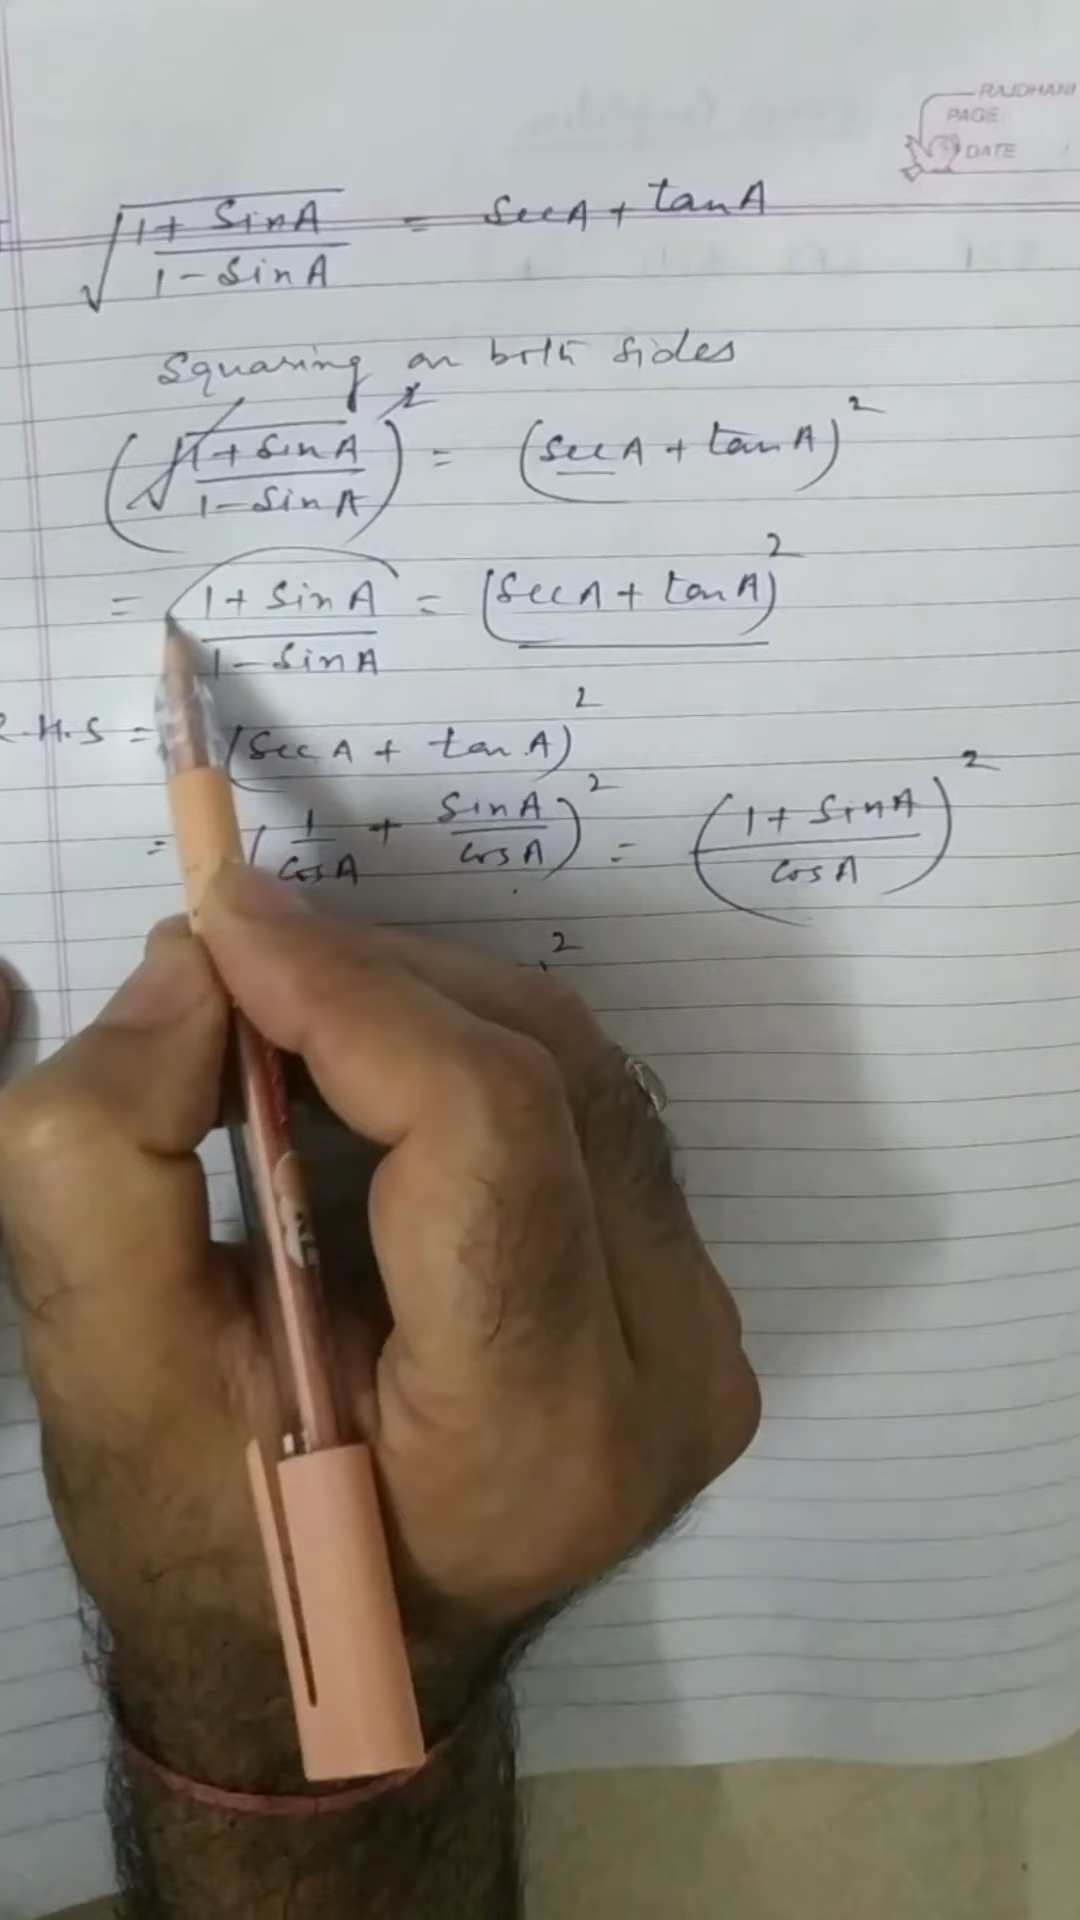 RAJDHANI
PAGE
DATE
√(1 + SinA / 1 - SinA) = SecA + tanA
Squaring on both sides
(√(1 + SinA / 1 - SinA))² = (SecA + tanA)²
= 1 + SinA / 1 - SinA = (SecA + tanA)²
R.H.S = (SecA + tanA)²
= (1/CosA + SinA/CosA)² = (1 + SinA / CosA)²
2